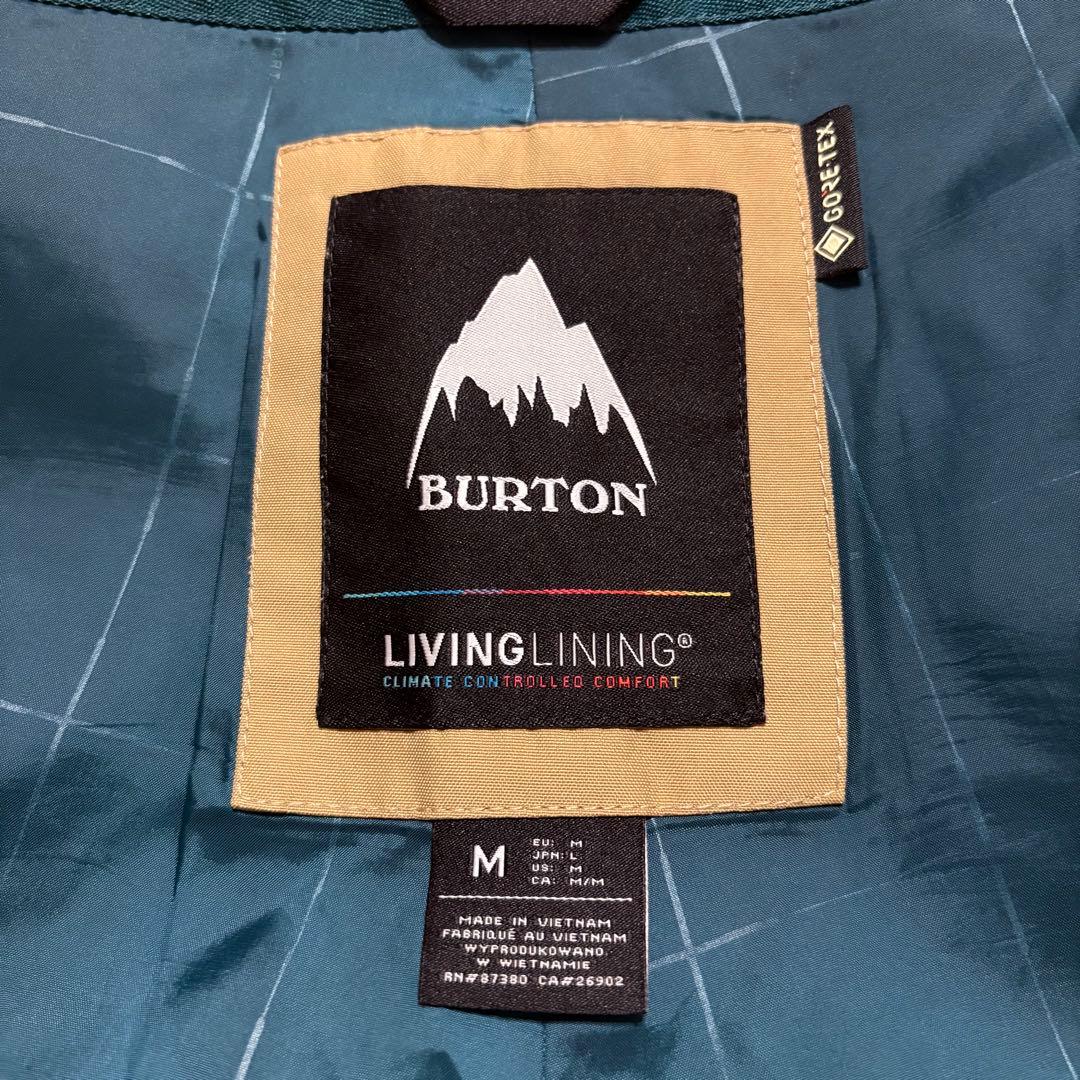 GORE-TEX
BURTON
LIVINGLINING®
CLIMATE CONTROLLED COMFORT
M
EU: M
JPN: L
US: M
CA: M/M
MADE IN VIETNAM
FABRIQUÉ AU VIETNAM
WYPRODUKOWANO
W WIETNAMIE
RN#87380 CA#26902